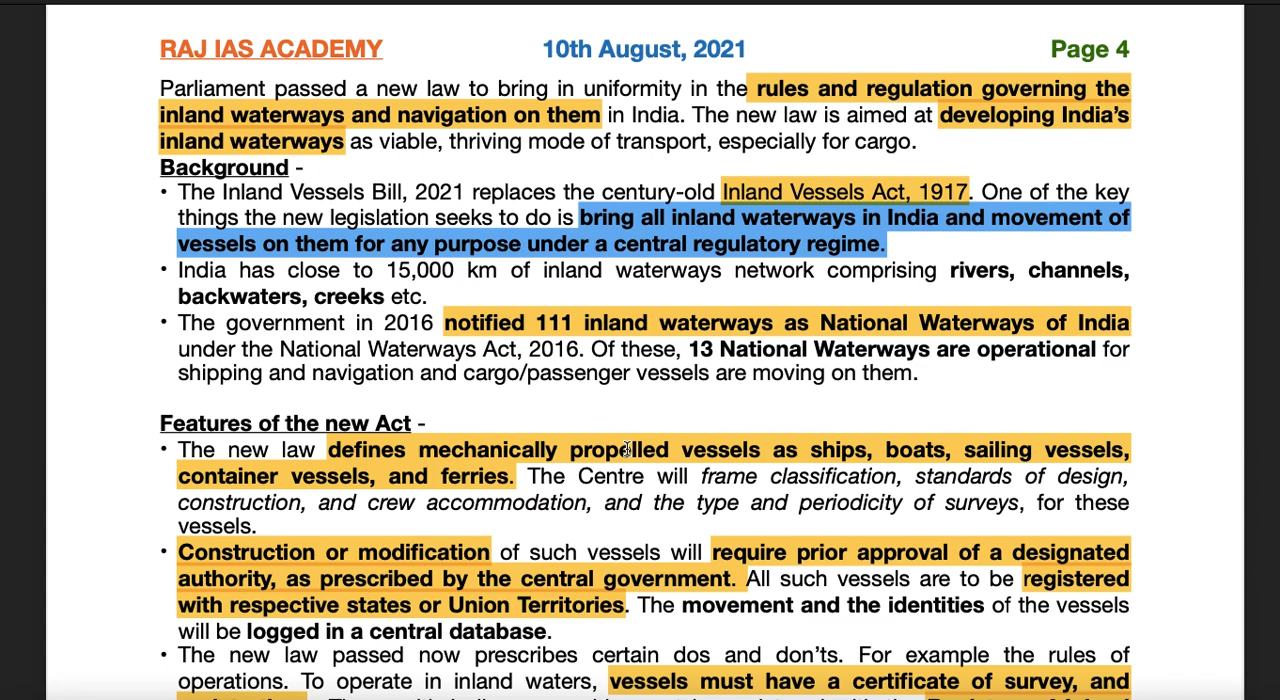 RAJ IAS ACADEMY 10th August, 2021 Page 4
Parliament passed a new law to bring in uniformity in the rules and regulation governing the
inland waterways and navigation on them in India. The new law is aimed at developing India’s
inland waterways as viable, thriving mode of transport, especially for cargo.
Background -
• The Inland Vessels Bill, 2021 replaces the century-old Inland Vessels Act, 1917. One of the key
things the new legislation seeks to do is bring all inland waterways in India and movement of
vessels on them for any purpose under a central regulatory regime.
• India has close to 15,000 km of inland waterways network comprising rivers, channels,
backwaters, creeks etc.
• The government in 2016 notified 111 inland waterways as National Waterways of India
under the National Waterways Act, 2016. Of these, 13 National Waterways are operational for
shipping and navigation and cargo/passenger vessels are moving on them.
Features of the new Act -
• The new law defines mechanically propelled vessels as ships, boats, sailing vessels,
container vessels, and ferries. The Centre will frame classification, standards of design,
construction, and crew accommodation, and the type and periodicity of surveys, for these
vessels.
• Construction or modification of such vessels will require prior approval of a designated
authority, as prescribed by the central government. All such vessels are to be registered
with respective states or Union Territories. The movement and the identities of the vessels
will be logged in a central database.
• The new law passed now prescribes certain dos and don’ts. For example the rules of
operations. To operate in inland waters, vessels must have a certificate of survey, and